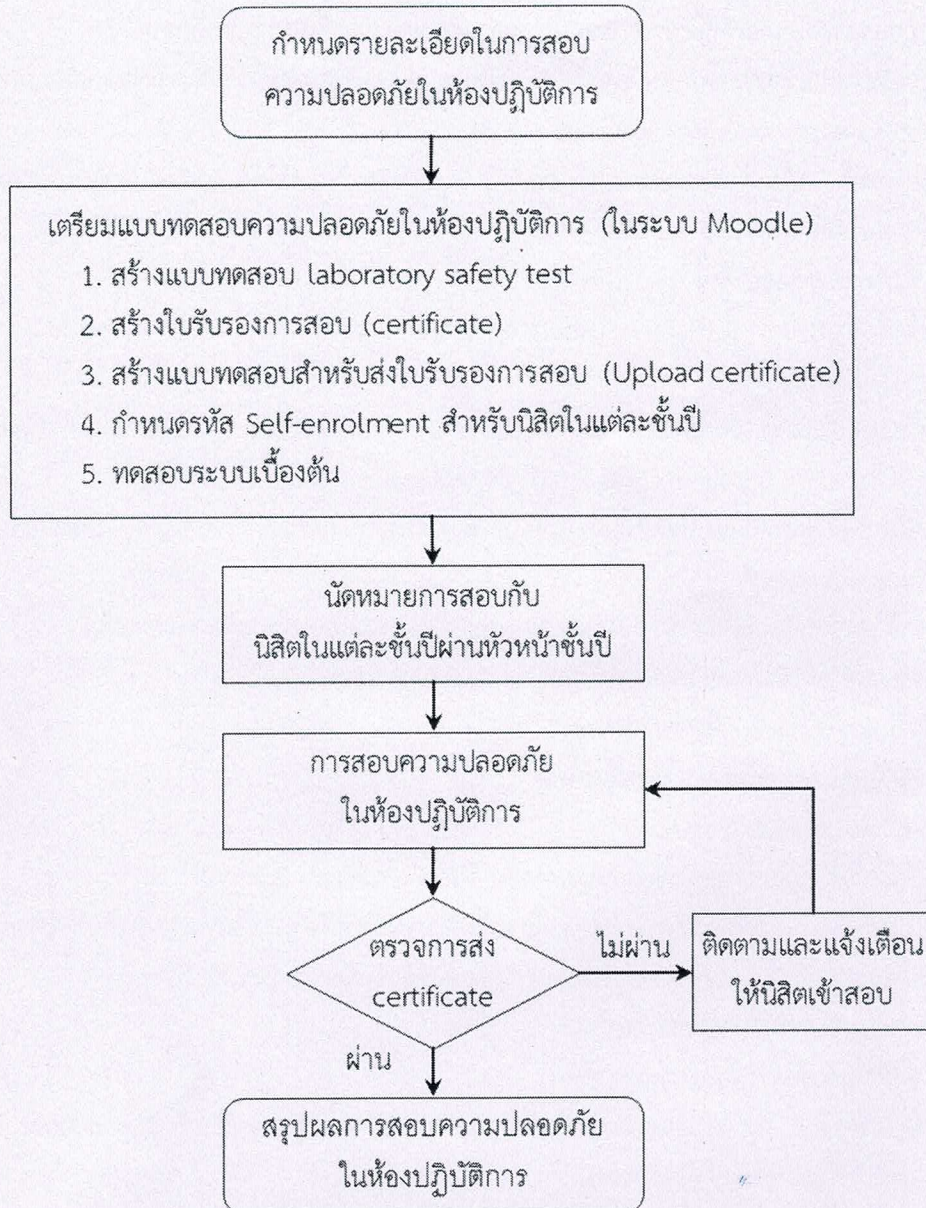 กำหนดรายละเอียดในการสอบ
ความปลอดภัยในห้องปฏิบัติการ
เตรียมแบบทดสอบความปลอดภัยในห้องปฏิบัติการ (ในระบบ Moodle)
1. สร้างแบบทดสอบ laboratory safety test
2. สร้างใบรับรองการสอบ (certificate)
3. สร้างแบบทดสอบสำหรับส่งใบรับรองการสอบ (Upload certificate)
4. กำหนดรหัส Self-enrolment สำหรับนิสิตในแต่ละชั้นปี
5. ทดสอบระบบเบื้องต้น
นัดหมายการสอบกับ
นิสิตในแต่ละชั้นปีผ่านหัวหน้าชั้นปี
การสอบความปลอดภัย
ในห้องปฏิบัติการ
ตรวจการส่ง
certificate
ไม่ผ่าน
ติดตามและแจ้งเตือน
ให้นิสิตเข้าสอบ
ผ่าน
สรุปผลการสอบความปลอดภัย
ในห้องปฏิบัติการ